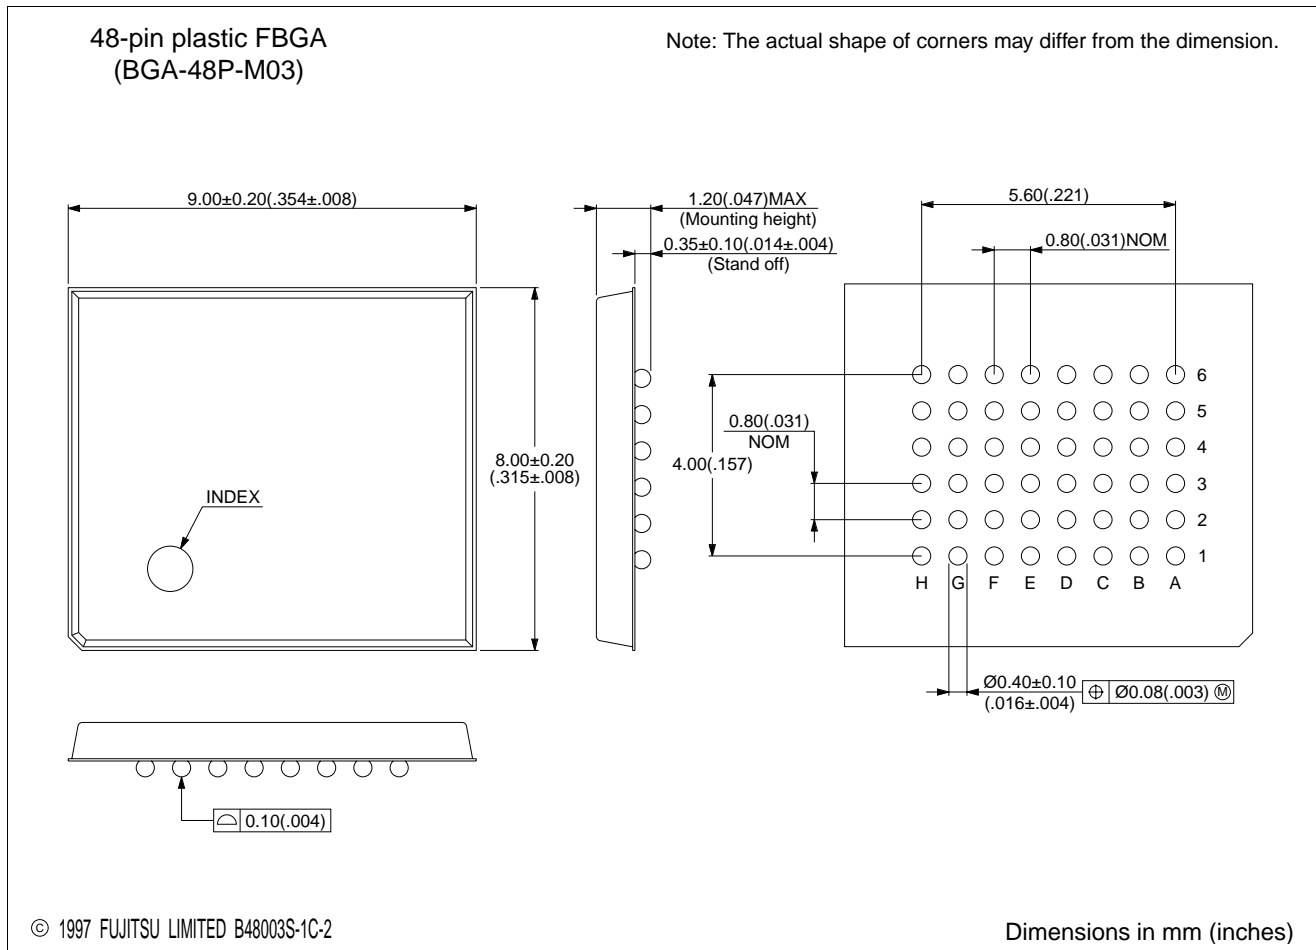 48-pin plastic FBGA
(BGA-48P-M03)
Note: The actual shape of corners may differ from the dimension.
9.00±0.20(.354±.008)
1.20(.047)MAX
(Mounting height)
0.35±0.10(.014±.004)
(Stand off)
5.60(.221)
0.80(.031)NOM
8.00±0.20
(.315±.008)
INDEX
0.80(.031)
NOM
4.00(.157)
6
5
4
3
2
1
H G F E D C B A
Ø0.40±0.10
(.016±.004)
⌖ Ø0.08(.003) Ⓜ
⌓ 0.10(.004)
© 1997 FUJITSU LIMITED B48003S-1C-2
Dimensions in mm (inches)